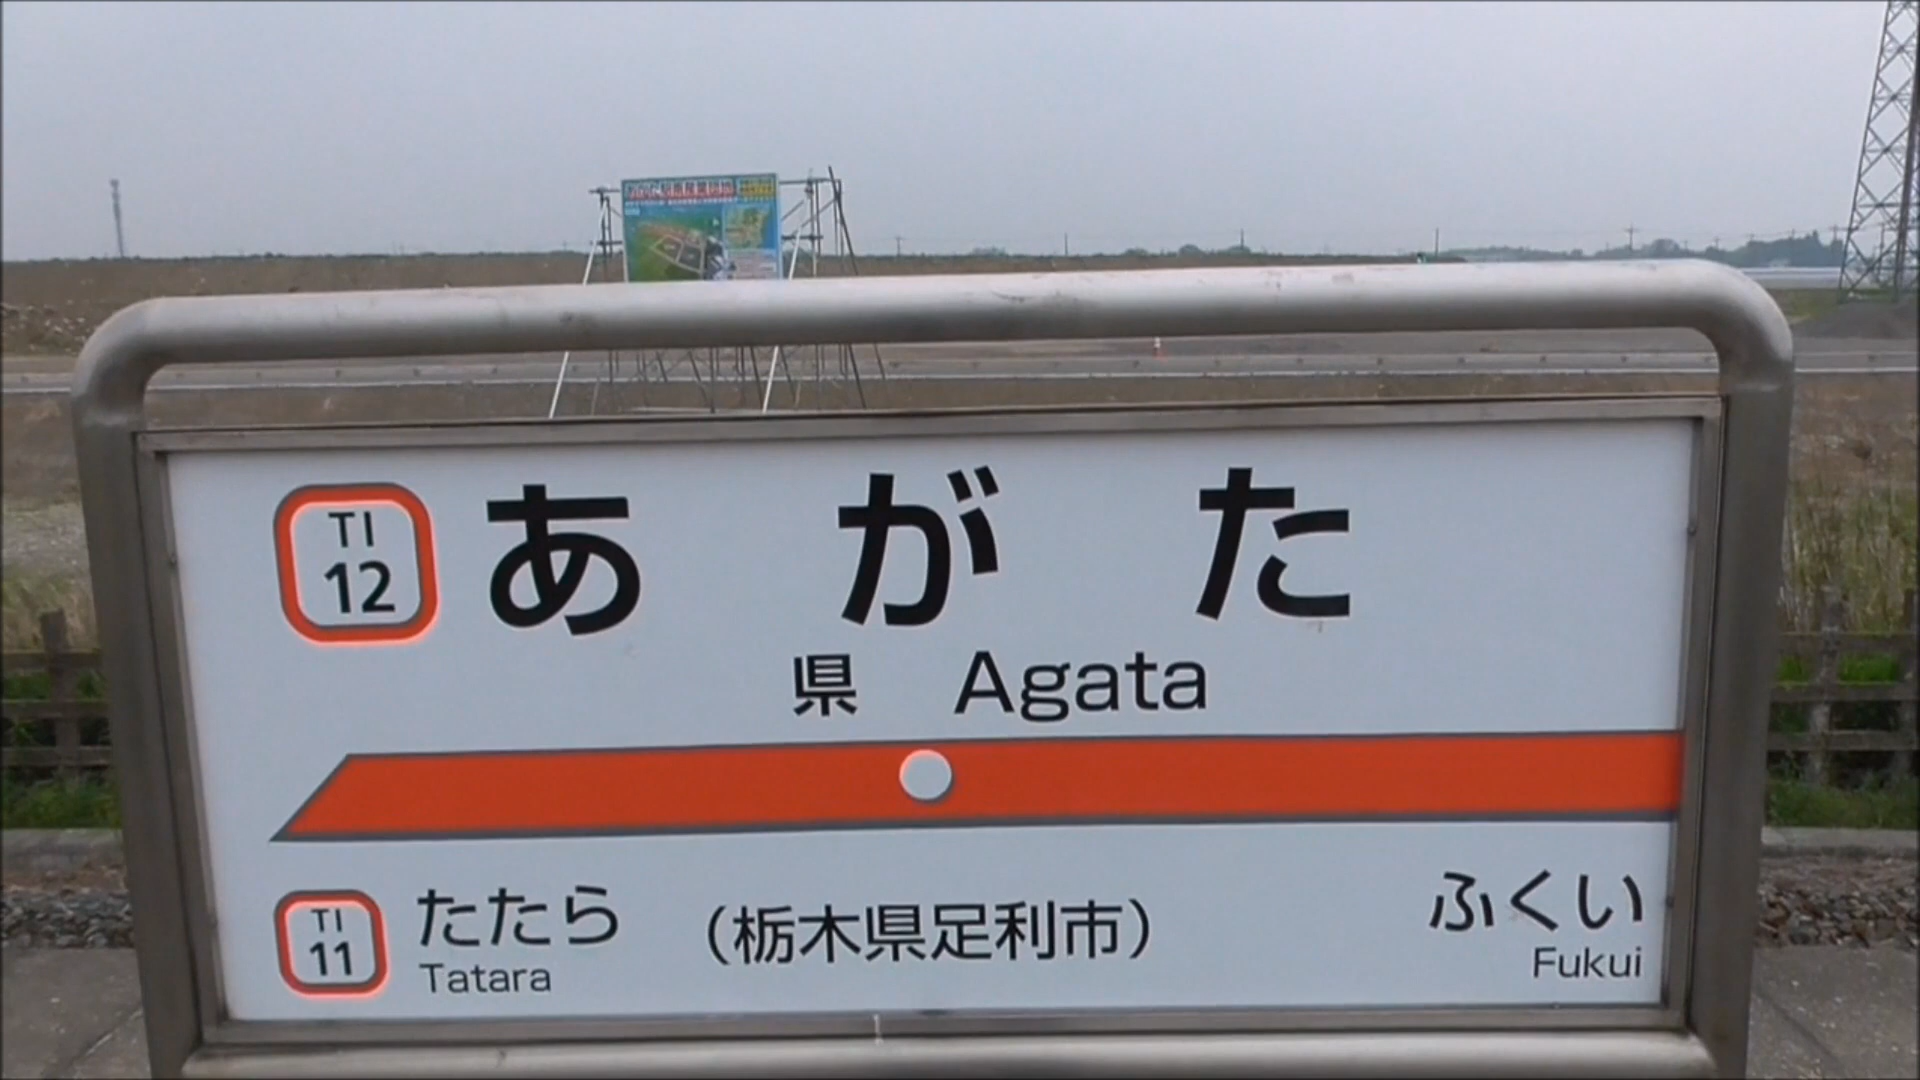 TI
12
あがた
県 Agata
TI
11
たたら
Tatara
(栃木県足利市)
ふくい
Fukui